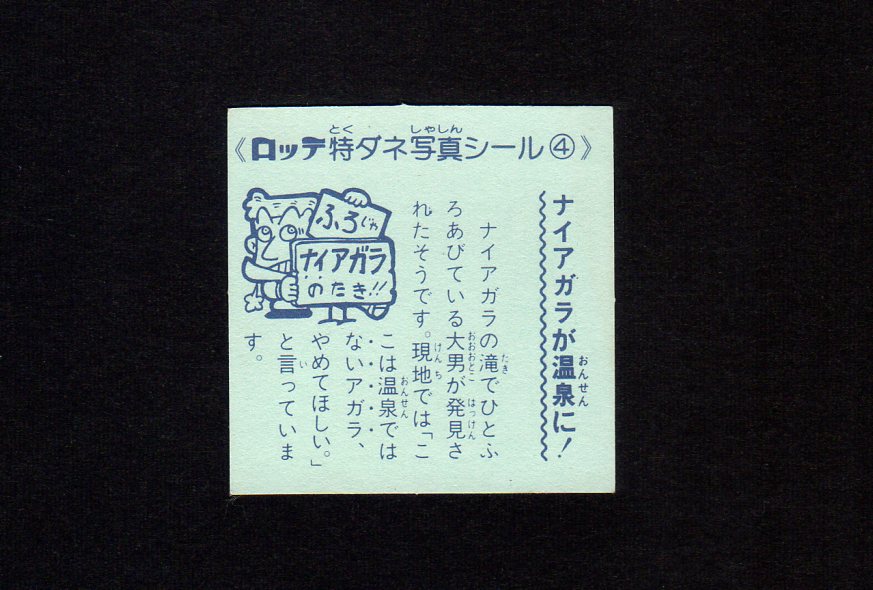 《ロッテ特ダネ写真シール④》
ナイアガラが温泉に!
ナイアガラの滝でひとふ
ろあびている大男が発見さ
れたそうです。現地では「こ
こは温泉では
ないアガラ、
やめてほしい。」
と言っていま
す。
ふろじゃ
ナイアガラ
のたき!!